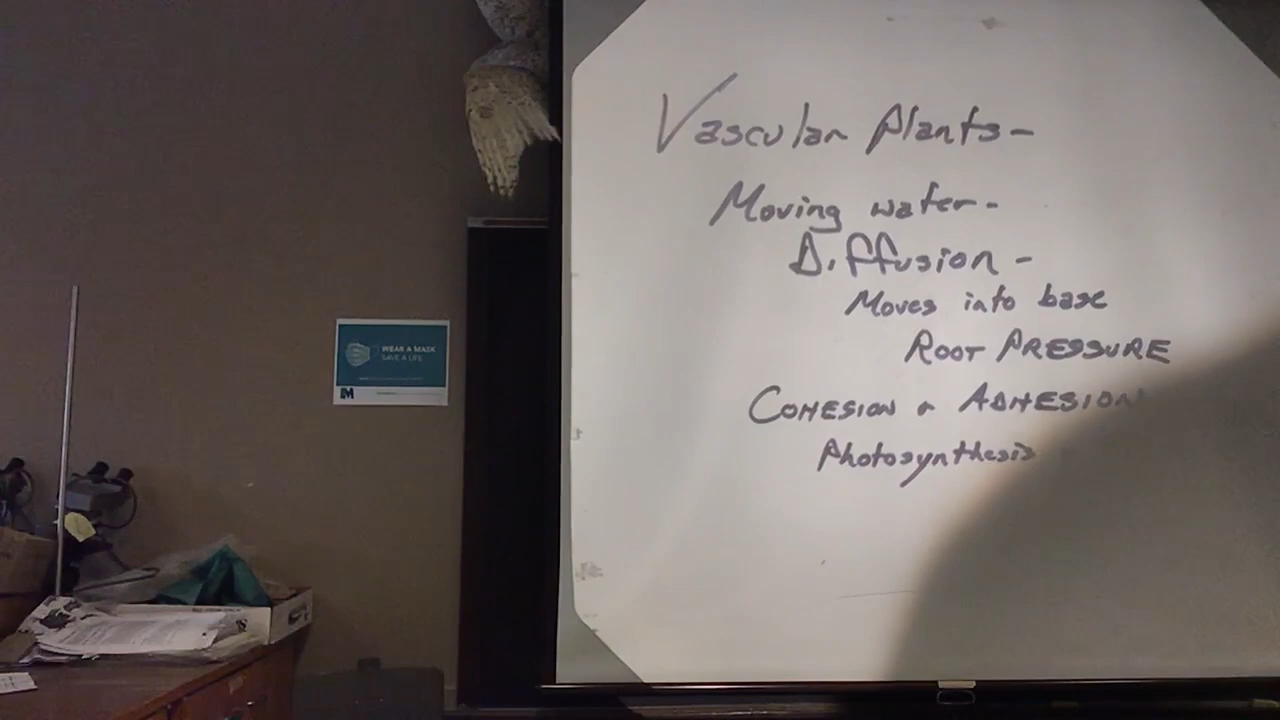 Vascular Plants-
Moving water-
Diffusion -
Moves into base
ROOT PRESSURE
COHESION & ADHESION
Photosynthesis
WEAR A MASK
SAVE A LIFE
M